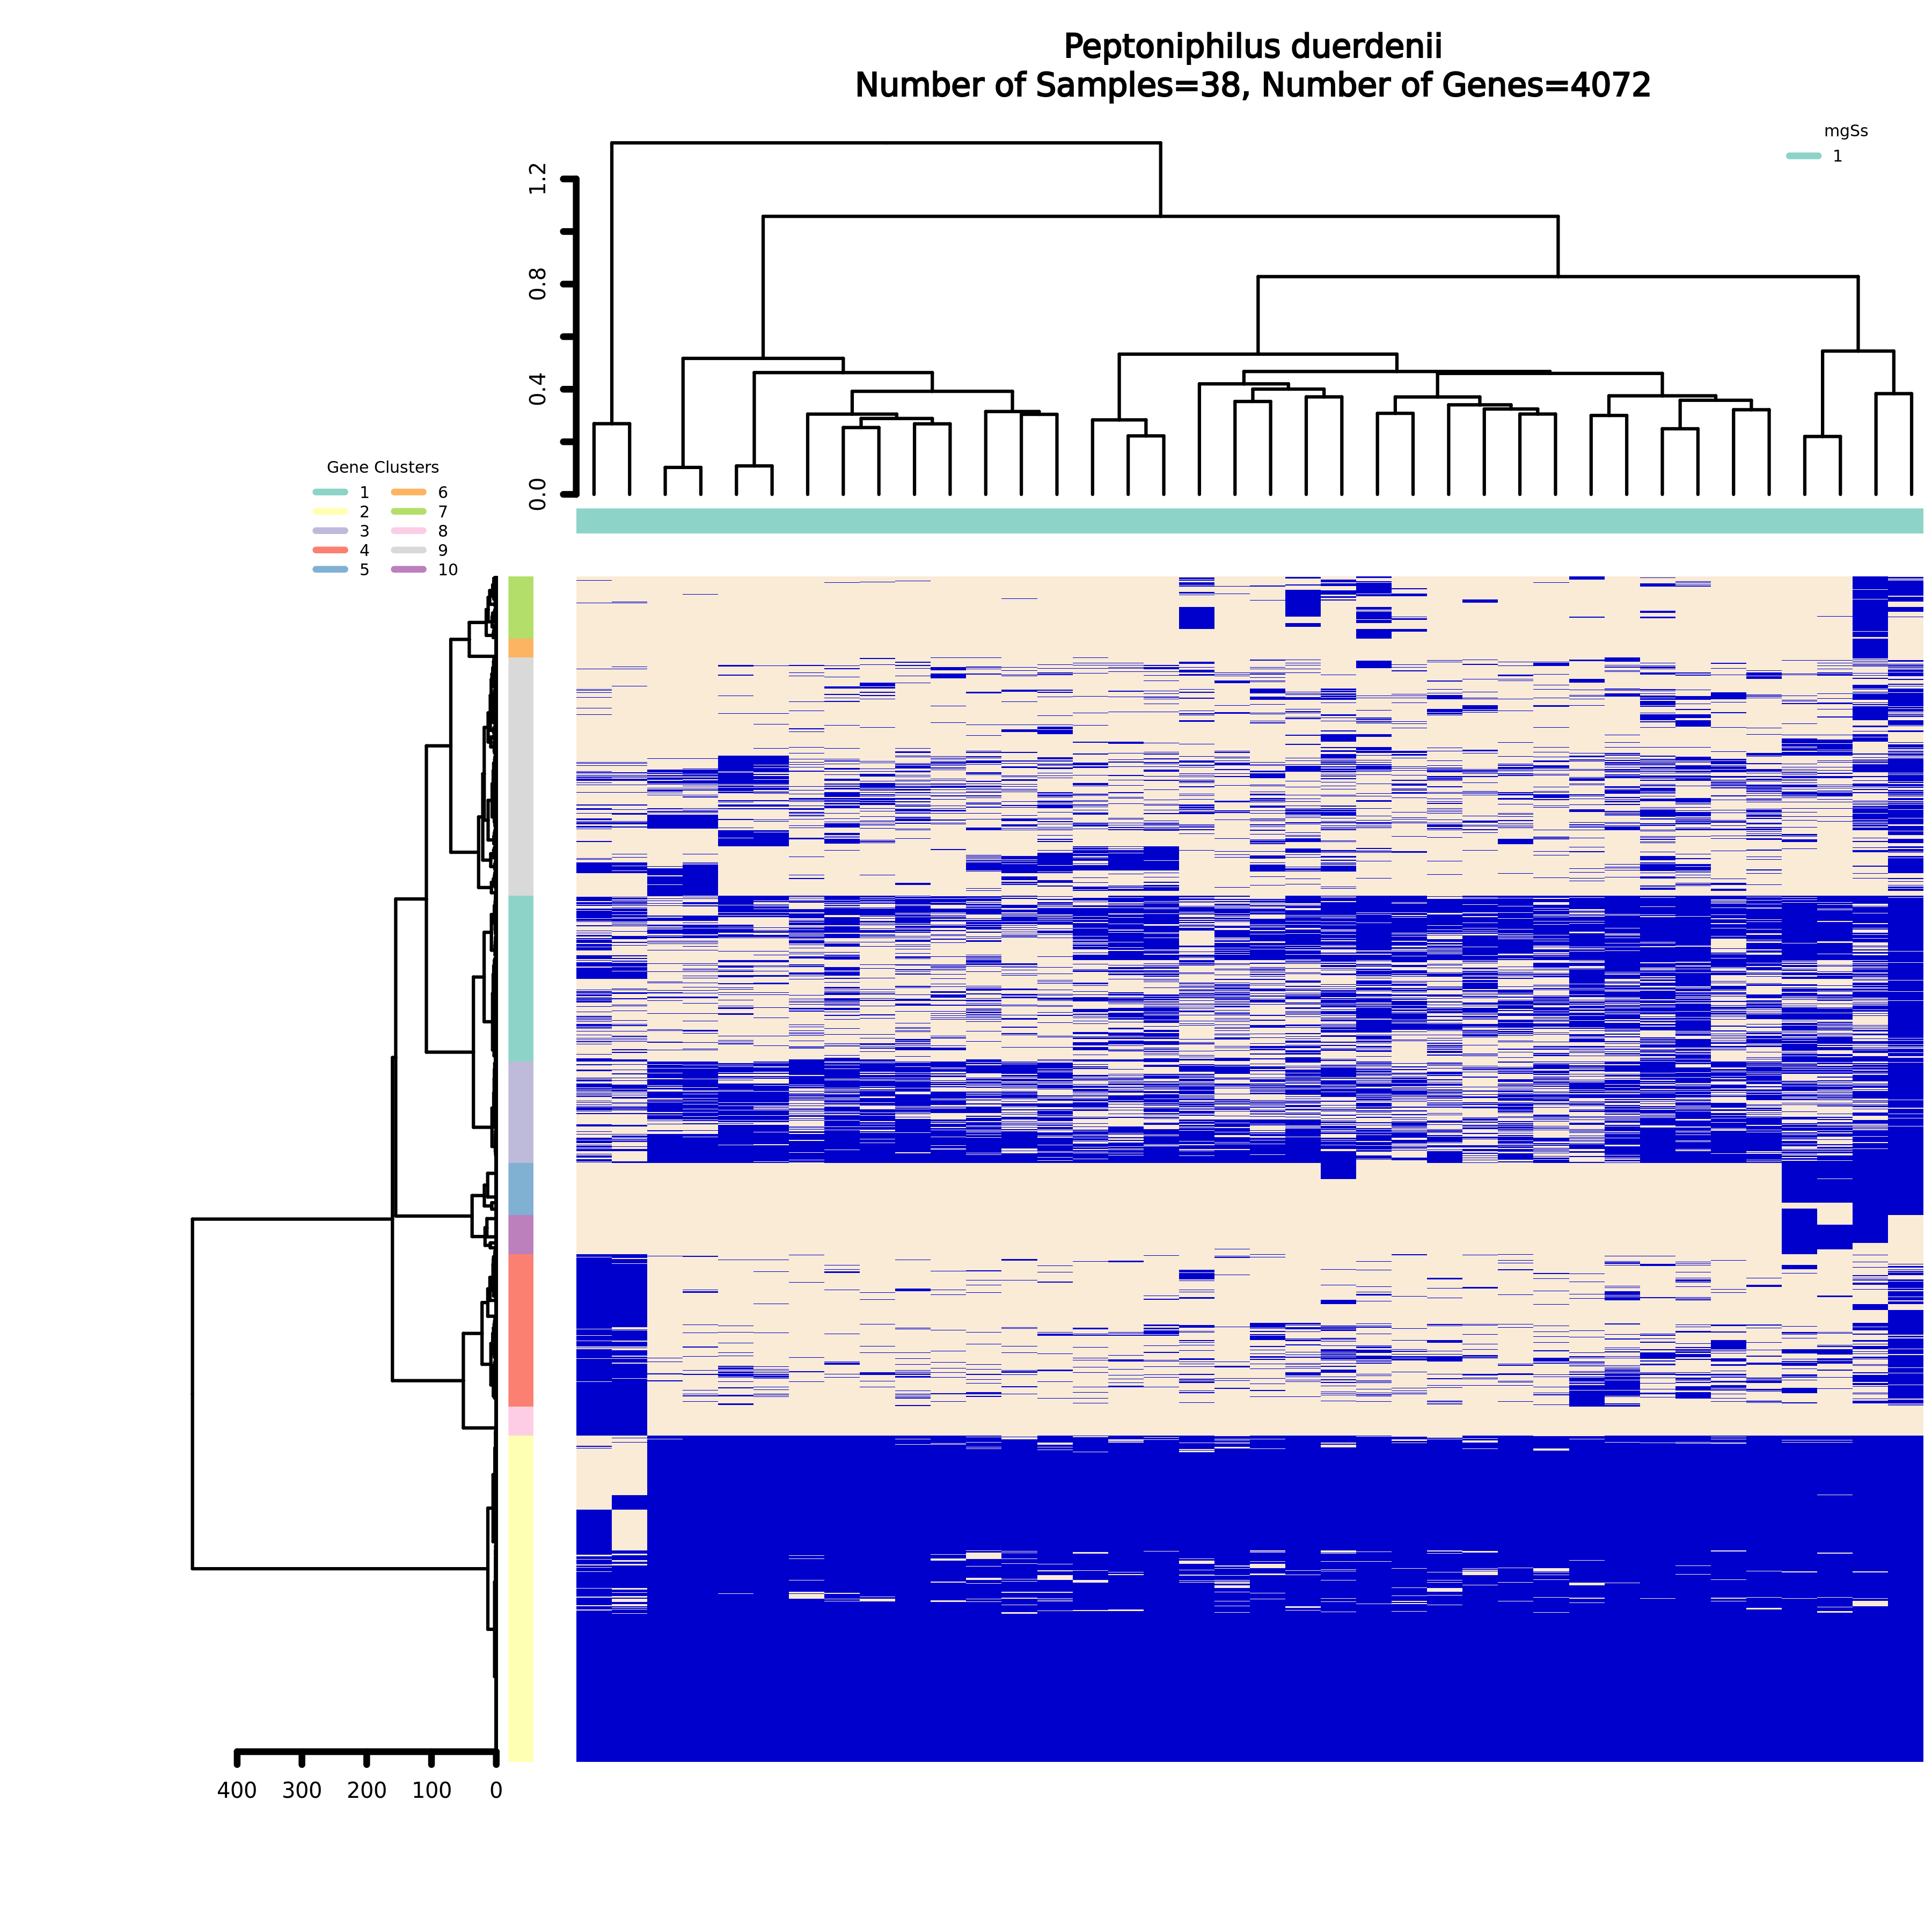 Peptoniphilus duerdenii
Number of Samples=38, Number of Genes=4072
mgSs
1
1.2
0.8
0.4
0.0
Gene Clusters
1 6
2 7
3 8
4 9
5 10
400 300 200 100 0